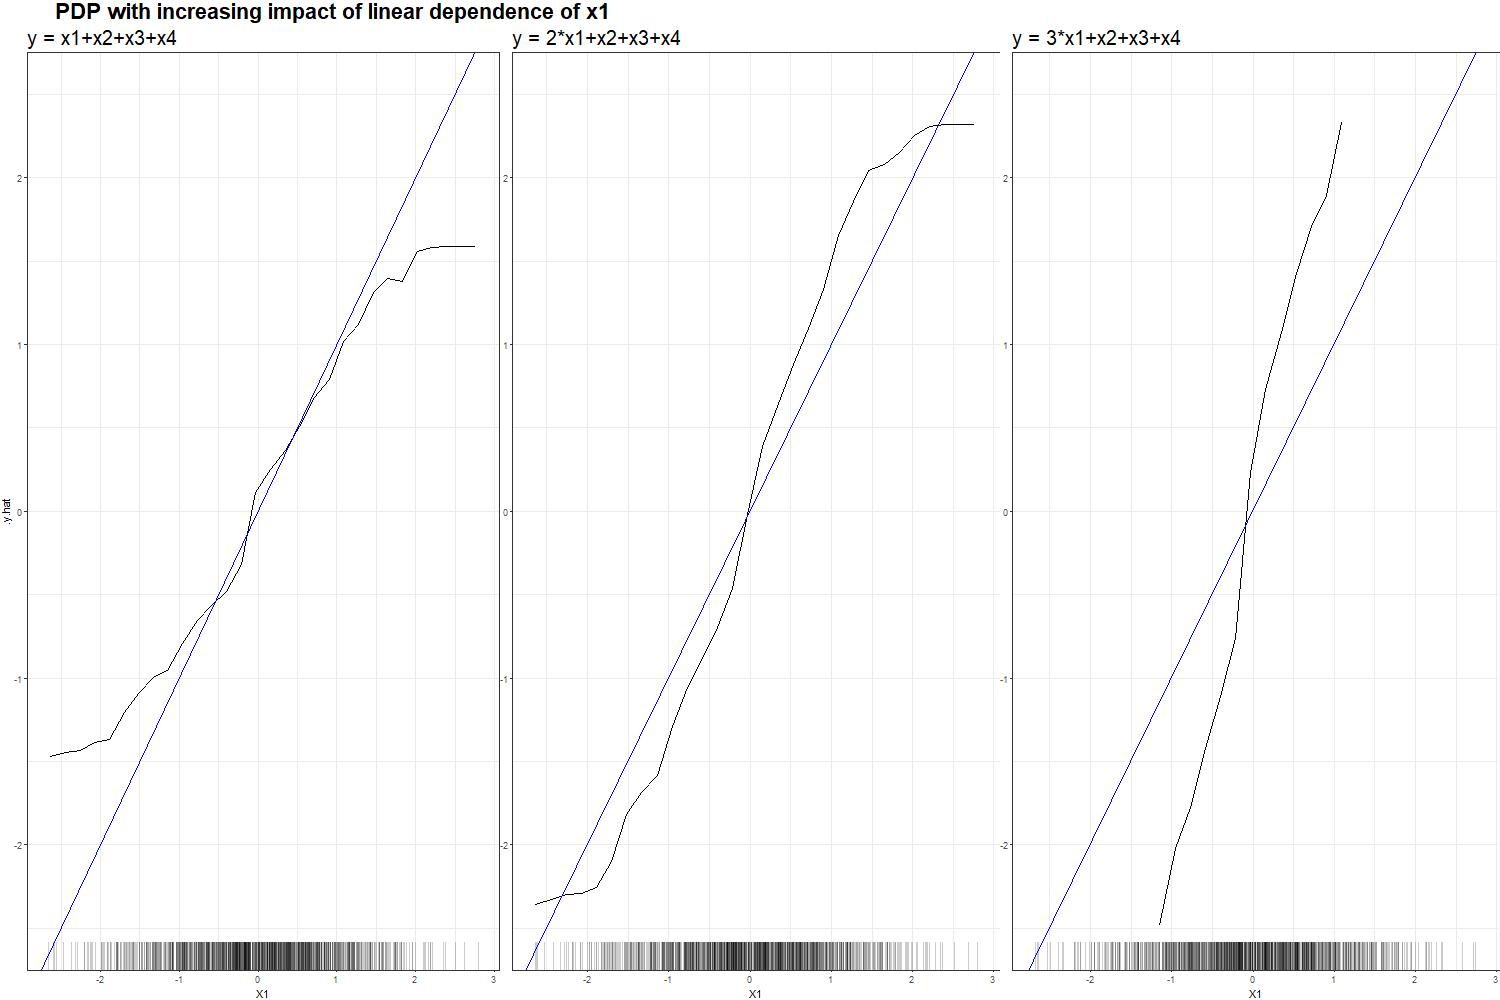 PDP with increasing impact of linear dependence of x1
y = x1+x2+x3+x4
y = 2*x1+x2+x3+x4
y = 3*x1+x2+x3+x4
2
2
2
1
1
1
.y.hat
0
0
0
-1
-1
-1
-2
-2
-2
-2 -1 0 1 2 3
-2 -1 0 1 2 3
-2 -1 0 1 2 3
X1
X1
X1